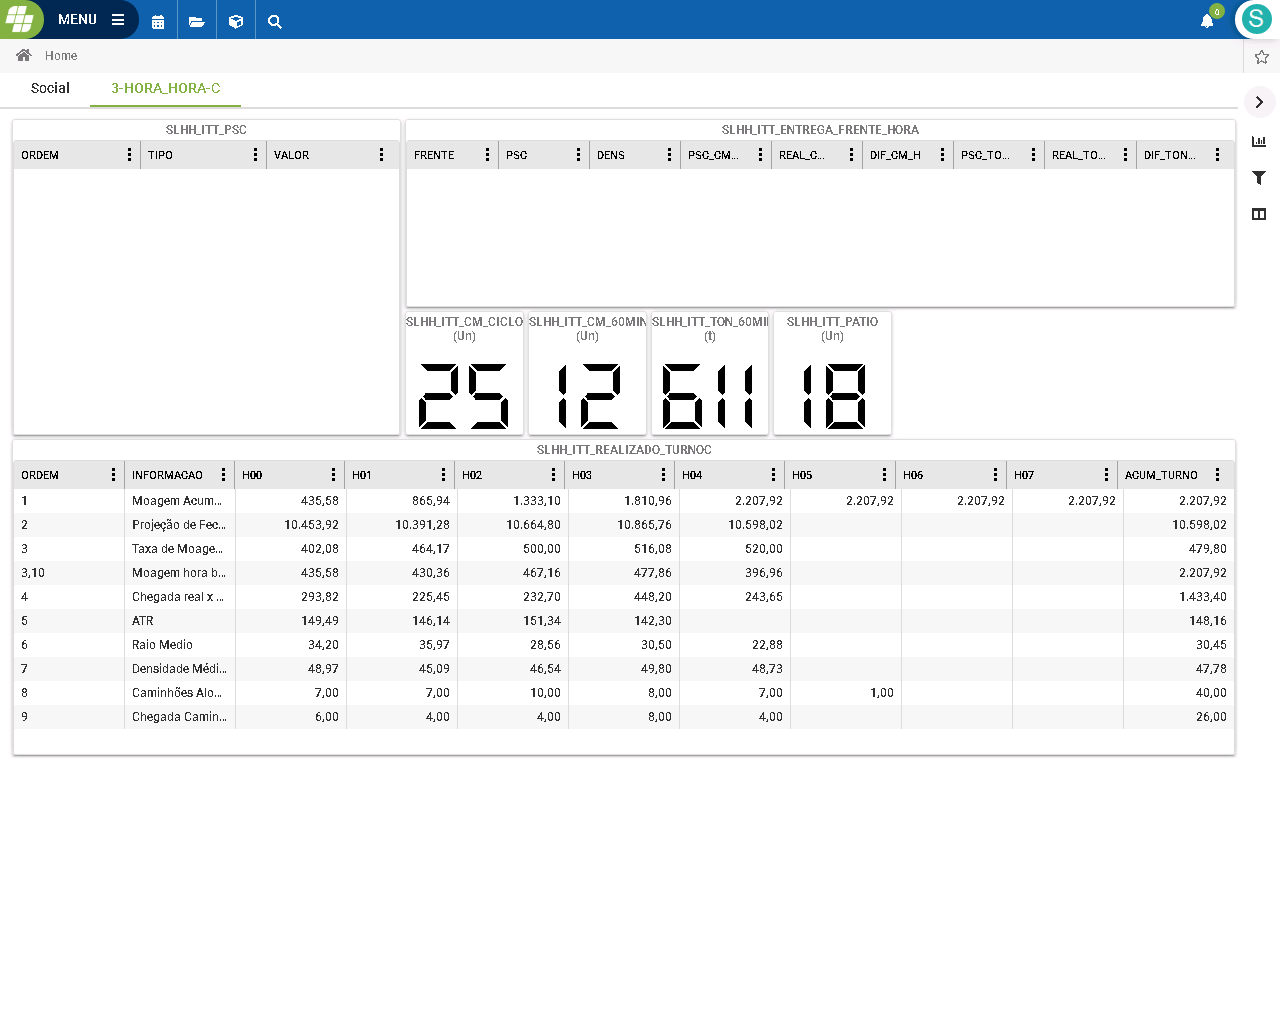 MENU
0
S
Home
Social 3-HORA_HORA-C
SLHH_ITT_PSC
ORDEM TIPO VALOR
SLHH_ITT_ENTREGA_FRENTE_HORA
FRENTE PSC DENS PSC_CM... REAL_C... DIF_CM_H PSC_TO... REAL_TO... DIF_TON...
SLHH_ITT_CM_CICLO
(Un)
25
SLHH_ITT_CM_60MIN
(Un)
12
SLHH_ITT_TON_60MI
(t)
611
SLHH_ITT_PATIO
(Un)
18
SLHH_ITT_REALIZADO_TURNOC
ORDEM INFORMACAO H00 H01 H02 H03 H04 H05 H06 H07 ACUM_TURNO
1 Moagem Acum... 435,58 865,94 1.333,10 1.810,96 2.207,92 2.207,92 2.207,92 2.207,92 2.207,92
2 Projeção de Fec... 10.453,92 10.391,28 10.664,80 10.865,76 10.598,02 10.598,02
3 Taxa de Moage... 402,08 464,17 500,00 516,08 520,00 479,80
3,10 Moagem hora b... 435,58 430,36 467,16 477,86 396,96 2.207,92
4 Chegada real x ... 293,82 225,45 232,70 448,20 243,65 1.433,40
5 ATR 149,49 146,14 151,34 142,30 148,16
6 Raio Medio 34,20 35,97 28,56 30,50 22,88 30,45
7 Densidade Médi... 48,97 45,09 46,54 49,80 48,73 47,78
8 Caminhões Alo... 7,00 7,00 10,00 8,00 7,00 1,00 40,00
9 Chegada Camin... 6,00 4,00 4,00 8,00 4,00 26,00